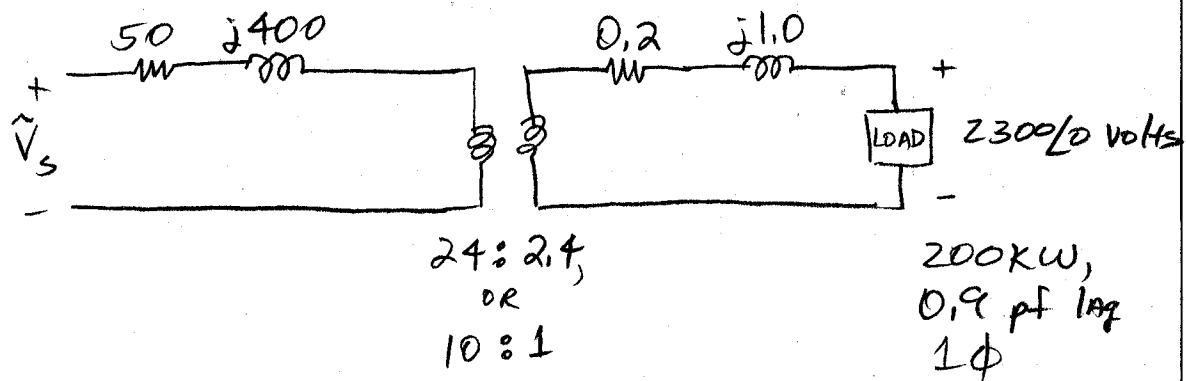 50 j400 0.2 j1.0
+ +
Ṽs LOAD 2300∠0 volts
- -
24:2.4, 200KW,
OR 0.9 pf lag
10:1 1ϕ